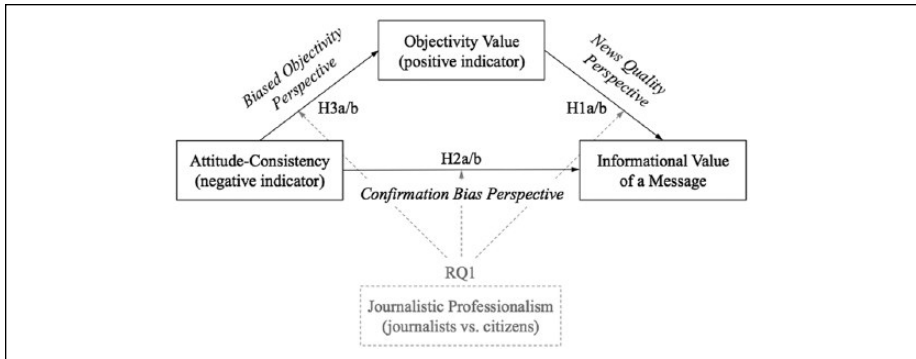 Objectivity Value
(positive indicator)
Biased Objectivity
Perspective
News Quality
Perspective
H3a/b
H1a/b
Attitude-Consistency
(negative indicator)
H2a/b
Confirmation Bias Perspective
Informational Value
of a Message
RQ1
Journalistic Professionalism
(journalists vs. citizens)